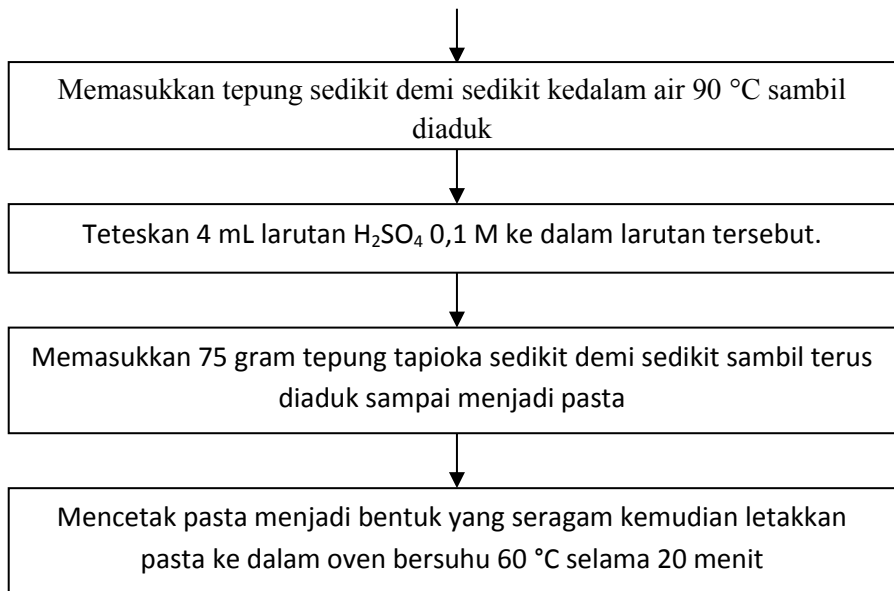 Memasukkan tepung sedikit demi sedikit kedalam air 90 °C sambil
diaduk
Teteskan 4 mL larutan H₂SO₄ 0,1 M ke dalam larutan tersebut.
Memasukkan 75 gram tepung tapioka sedikit demi sedikit sambil terus
diaduk sampai menjadi pasta
Mencetak pasta menjadi bentuk yang seragam kemudian letakkan
pasta ke dalam oven bersuhu 60 °C selama 20 menit